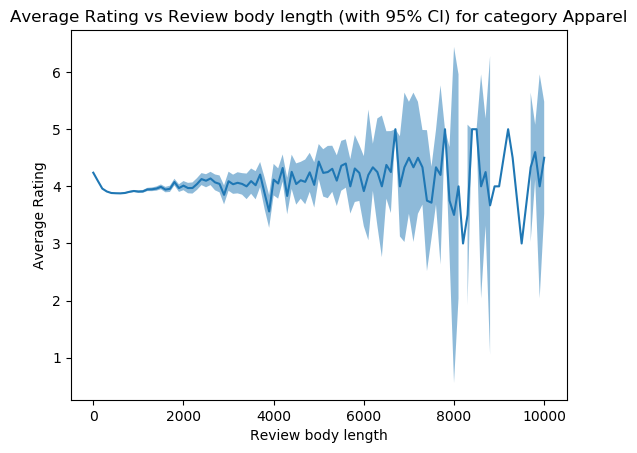 Average Rating vs Review body length (with 95% CI) for category Apparel
6
5
4
3
2
1
Average Rating
0 2000 4000 6000 8000 10000
Review body length